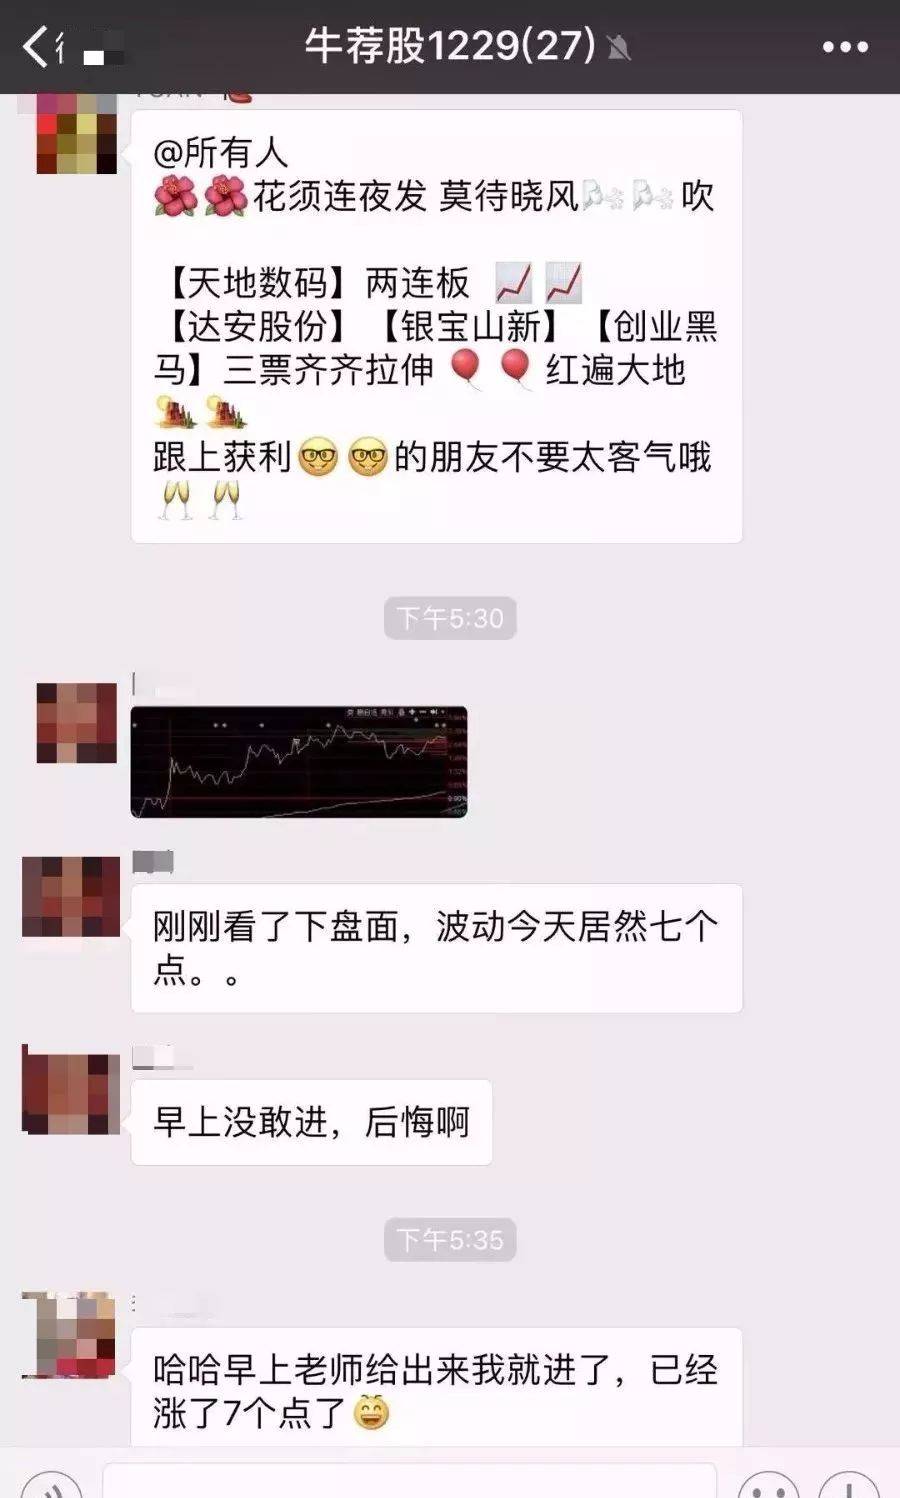 牛荐股1229(27)
@所有人
🌺🌺花须连夜发 莫待晓风🌬🌬吹
【天地数码】两连板 📈📈
【达安股份】【银宝山新】【创业黑
马】三票齐齐拉伸🎈🎈红遍大地
🏜🏜
跟上获利🤓🤓的朋友不要太客气哦
🥂🥂
下午5:30
刚刚看了下盘面，波动今天居然七个
点。。
早上没敢进，后悔啊
下午5:35
哈哈早上老师给出来我就进了，已经
涨了7个点了😄